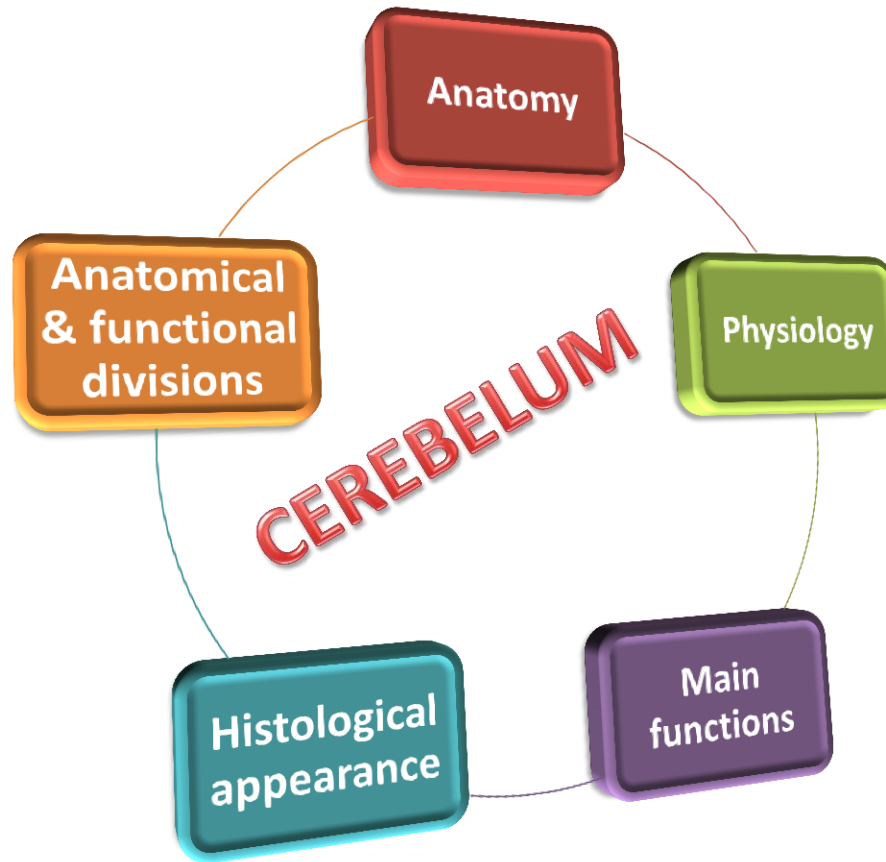 Anatomy
Physiology
Main
functions
Histological
appearance
Anatomical
& functional
divisions
CEREBELUM